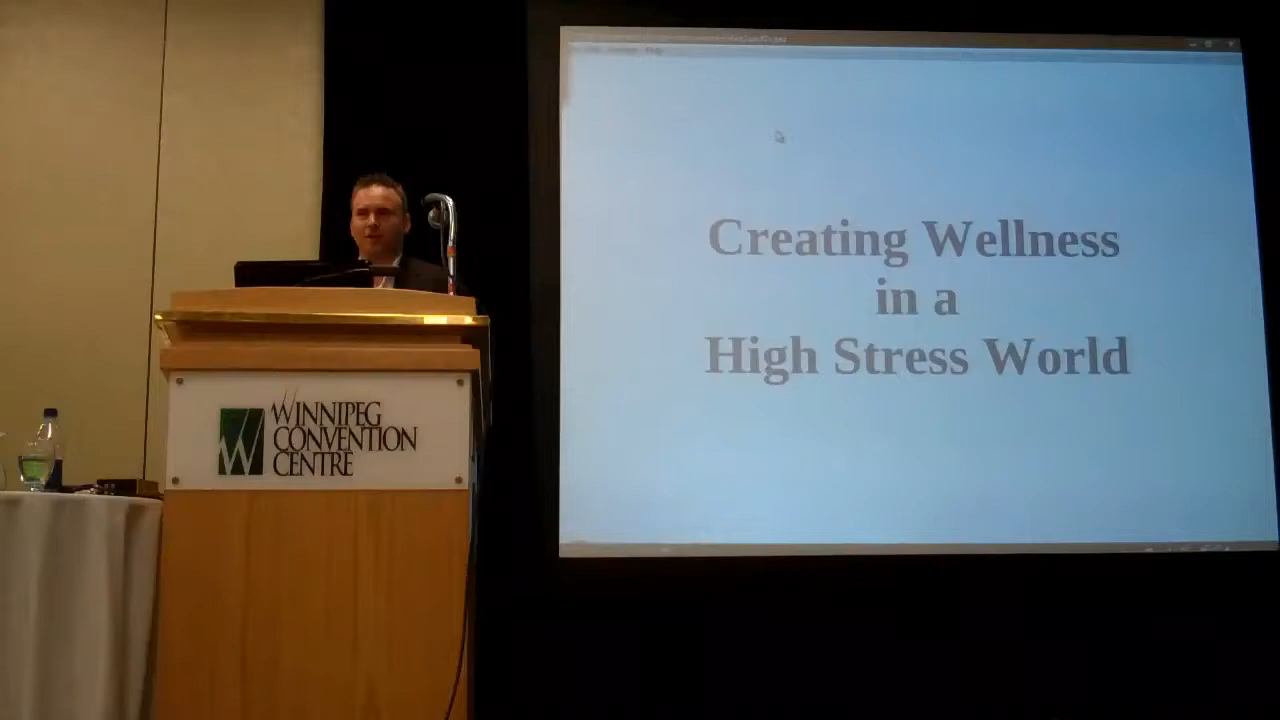 Creating Wellness
in a
High Stress World
WINNIPEG
CONVENTION
CENTRE